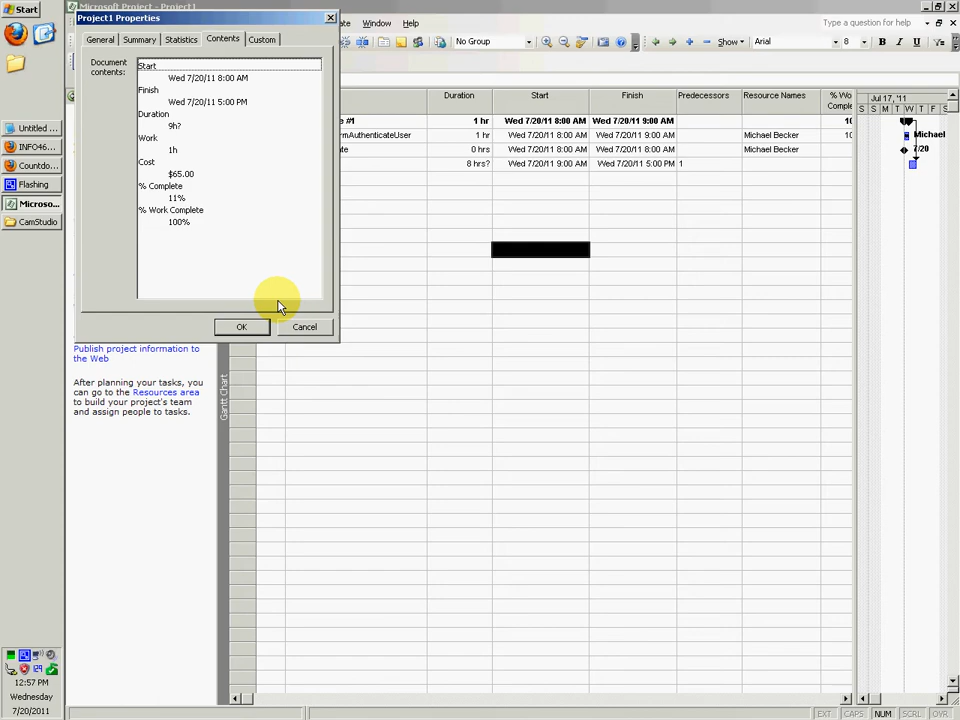 Start
Microsoft Project - Project1
Project1 Properties
Window Help
Type a question for help
General Summary Statistics Contents Custom
No Group
Show
Arial
8
B I U
Document contents:
Start
Wed 7/20/11 8:00 AM
Finish
Wed 7/20/11 5:00 PM
Duration
9h?
Work
1h
Cost
$65.00
% Complete
11%
% Work Complete
100%
OK Cancel
Duration Start Finish Predecessors Resource Names % Wo
Comple
Jul 17, '11
S S M T W T F S
e #1 1 hr Wed 7/20/11 8:00 AM Wed 7/20/11 9:00 AM 10
rmAuthenticateUser 1 hr Wed 7/20/11 8:00 AM Wed 7/20/11 9:00 AM Michael Becker 10 Michael
te 0 hrs Wed 7/20/11 8:00 AM Wed 7/20/11 8:00 AM Michael Becker 7/20
8 hrs? Wed 7/20/11 9:00 AM Wed 7/20/11 5:00 PM 1
Untitled ...
INFO46...
Countdo...
Flashing
Microso...
CamStudio
Publish project information to
the Web
After planning your tasks, you
can go to the Resources area
to build your project's team
and assign people to tasks.
Gantt Chart
12:57 PM
Wednesday
7/20/2011
EXT CAPS NUM SCRL OVR